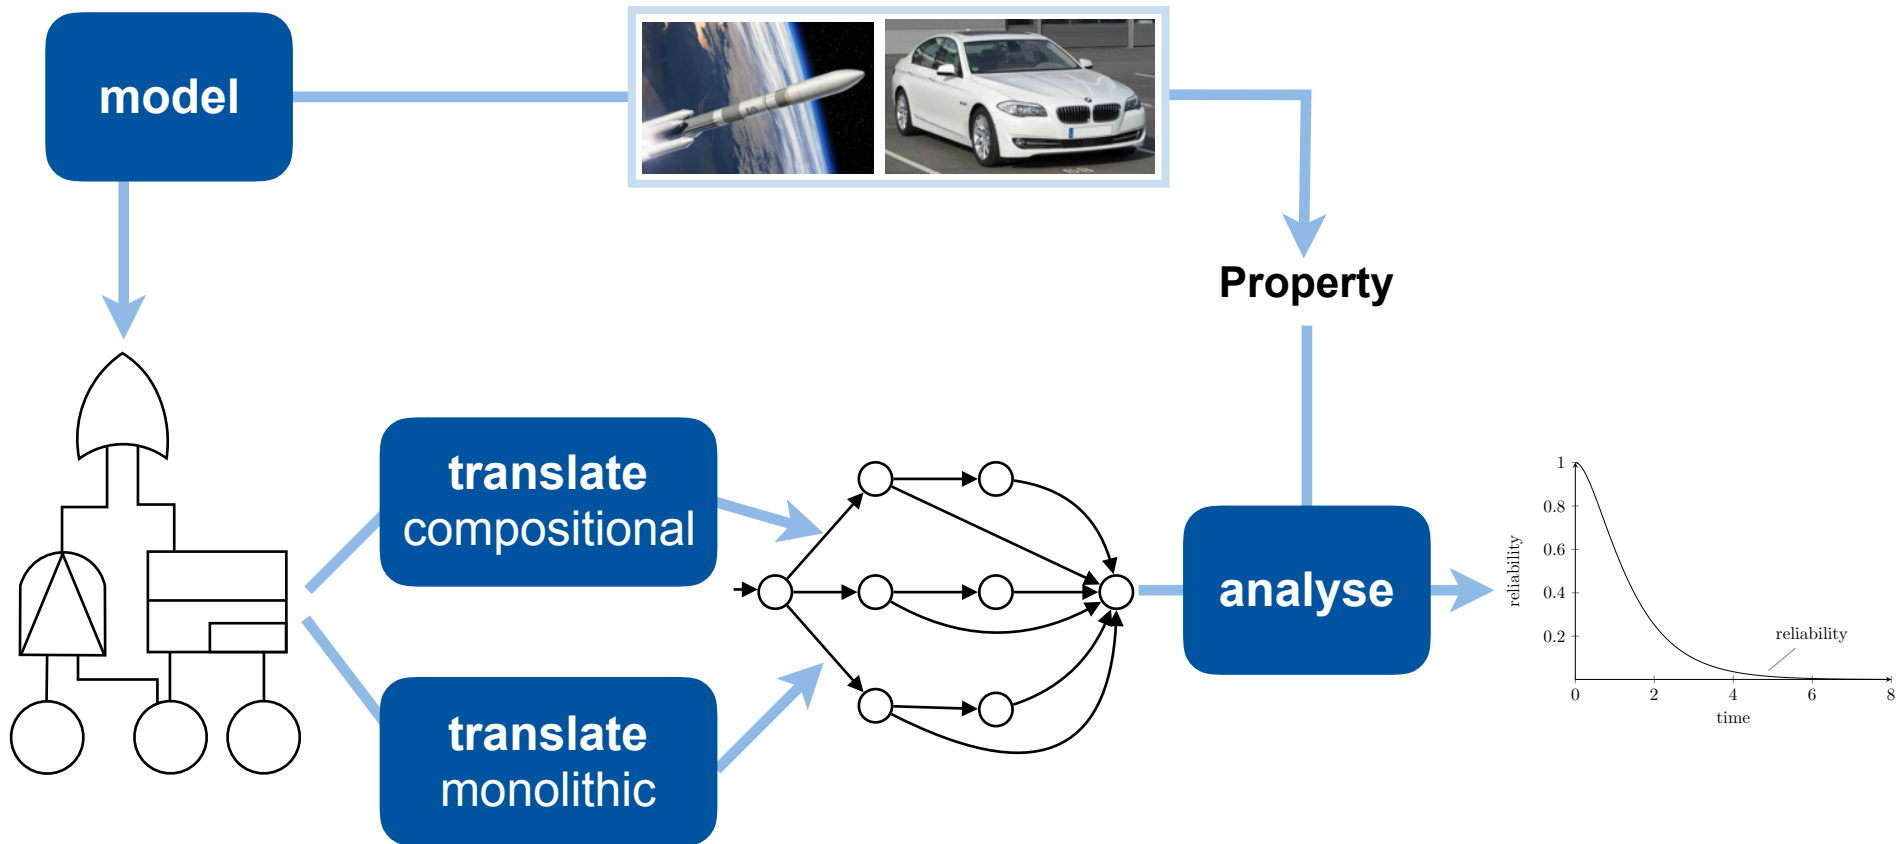 model
Property
translate
compositional
translate
monolithic
analyse
1
0.8
0.6
0.4
0.2
reliability
reliability
0
2
4
6
8
time